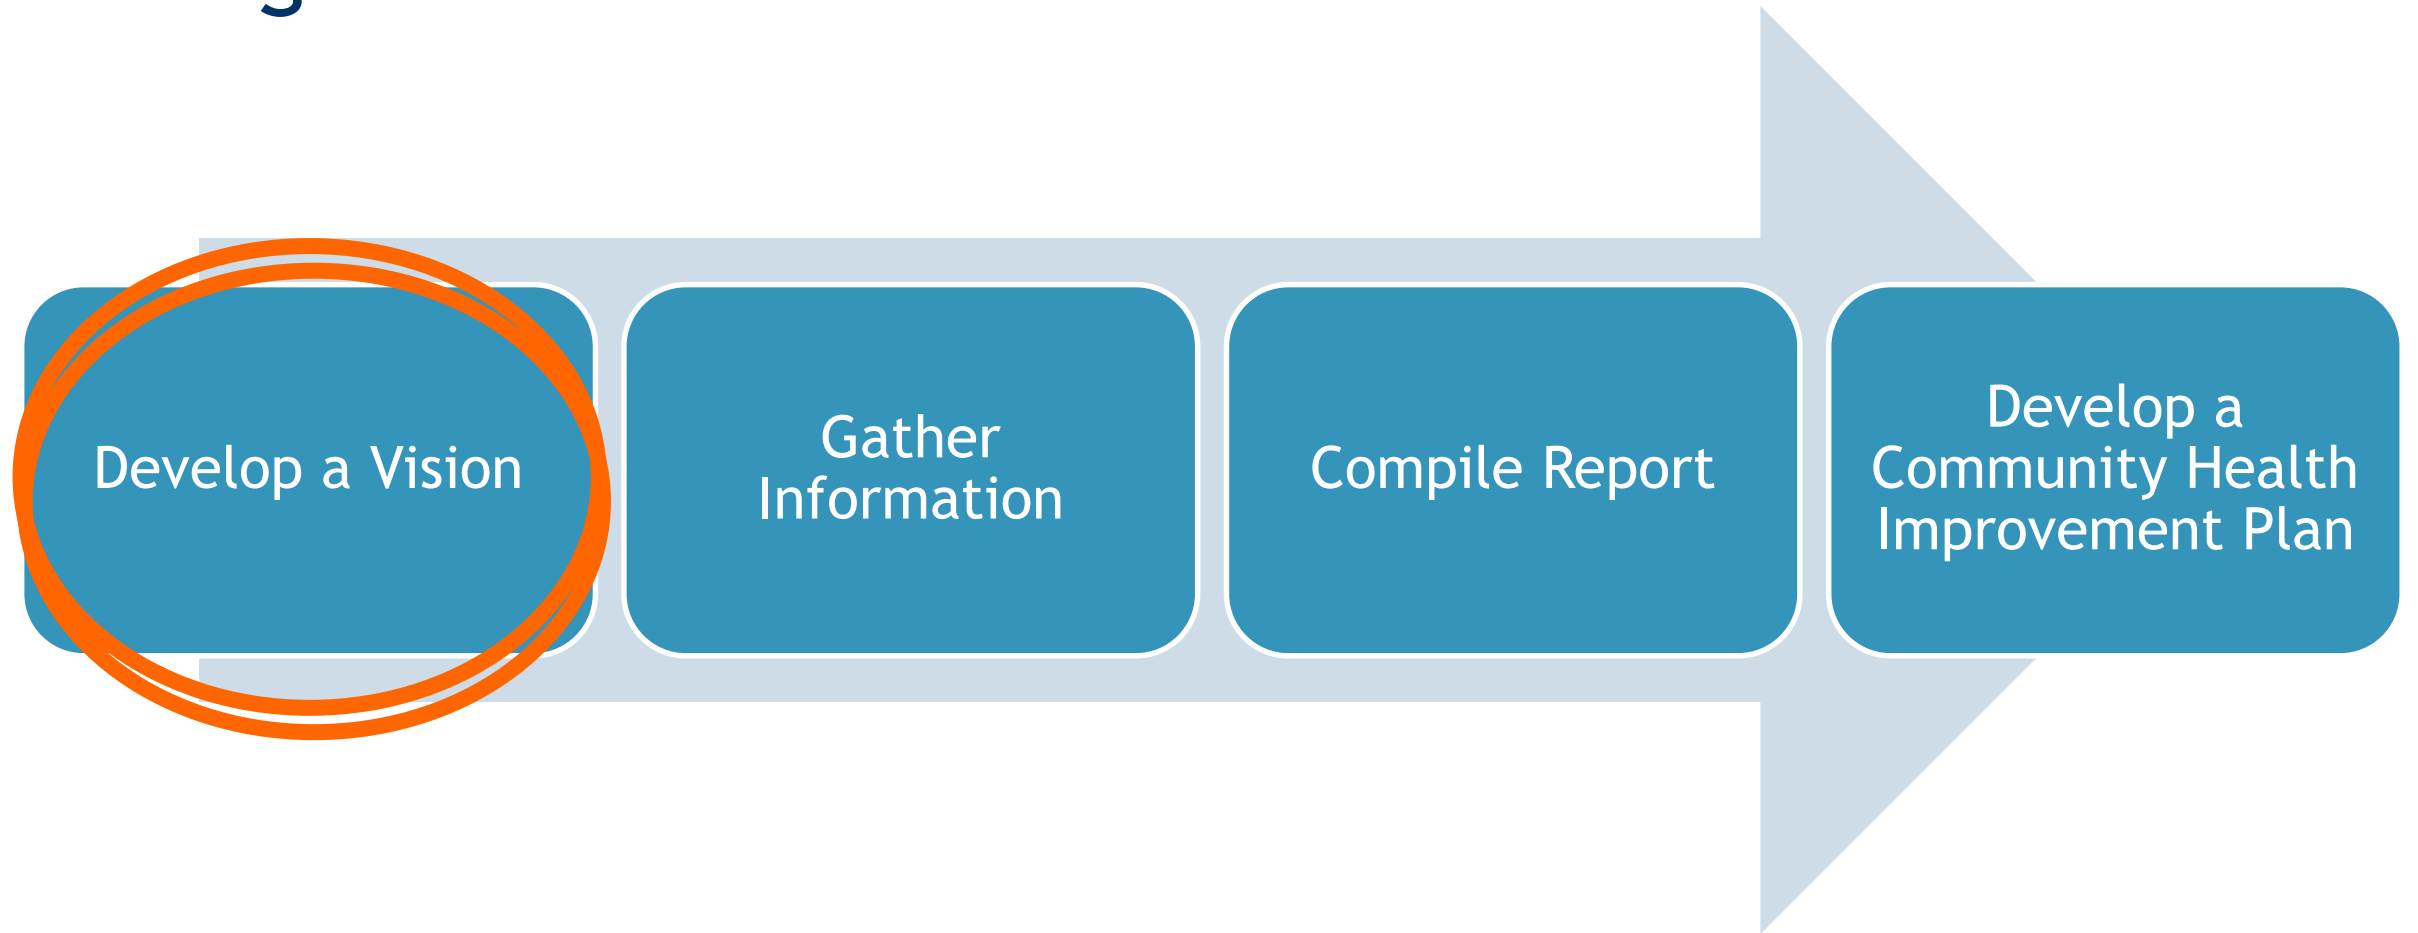 Develop a Vision
Gather
Information
Compile Report
Develop a
Community Health
Improvement Plan